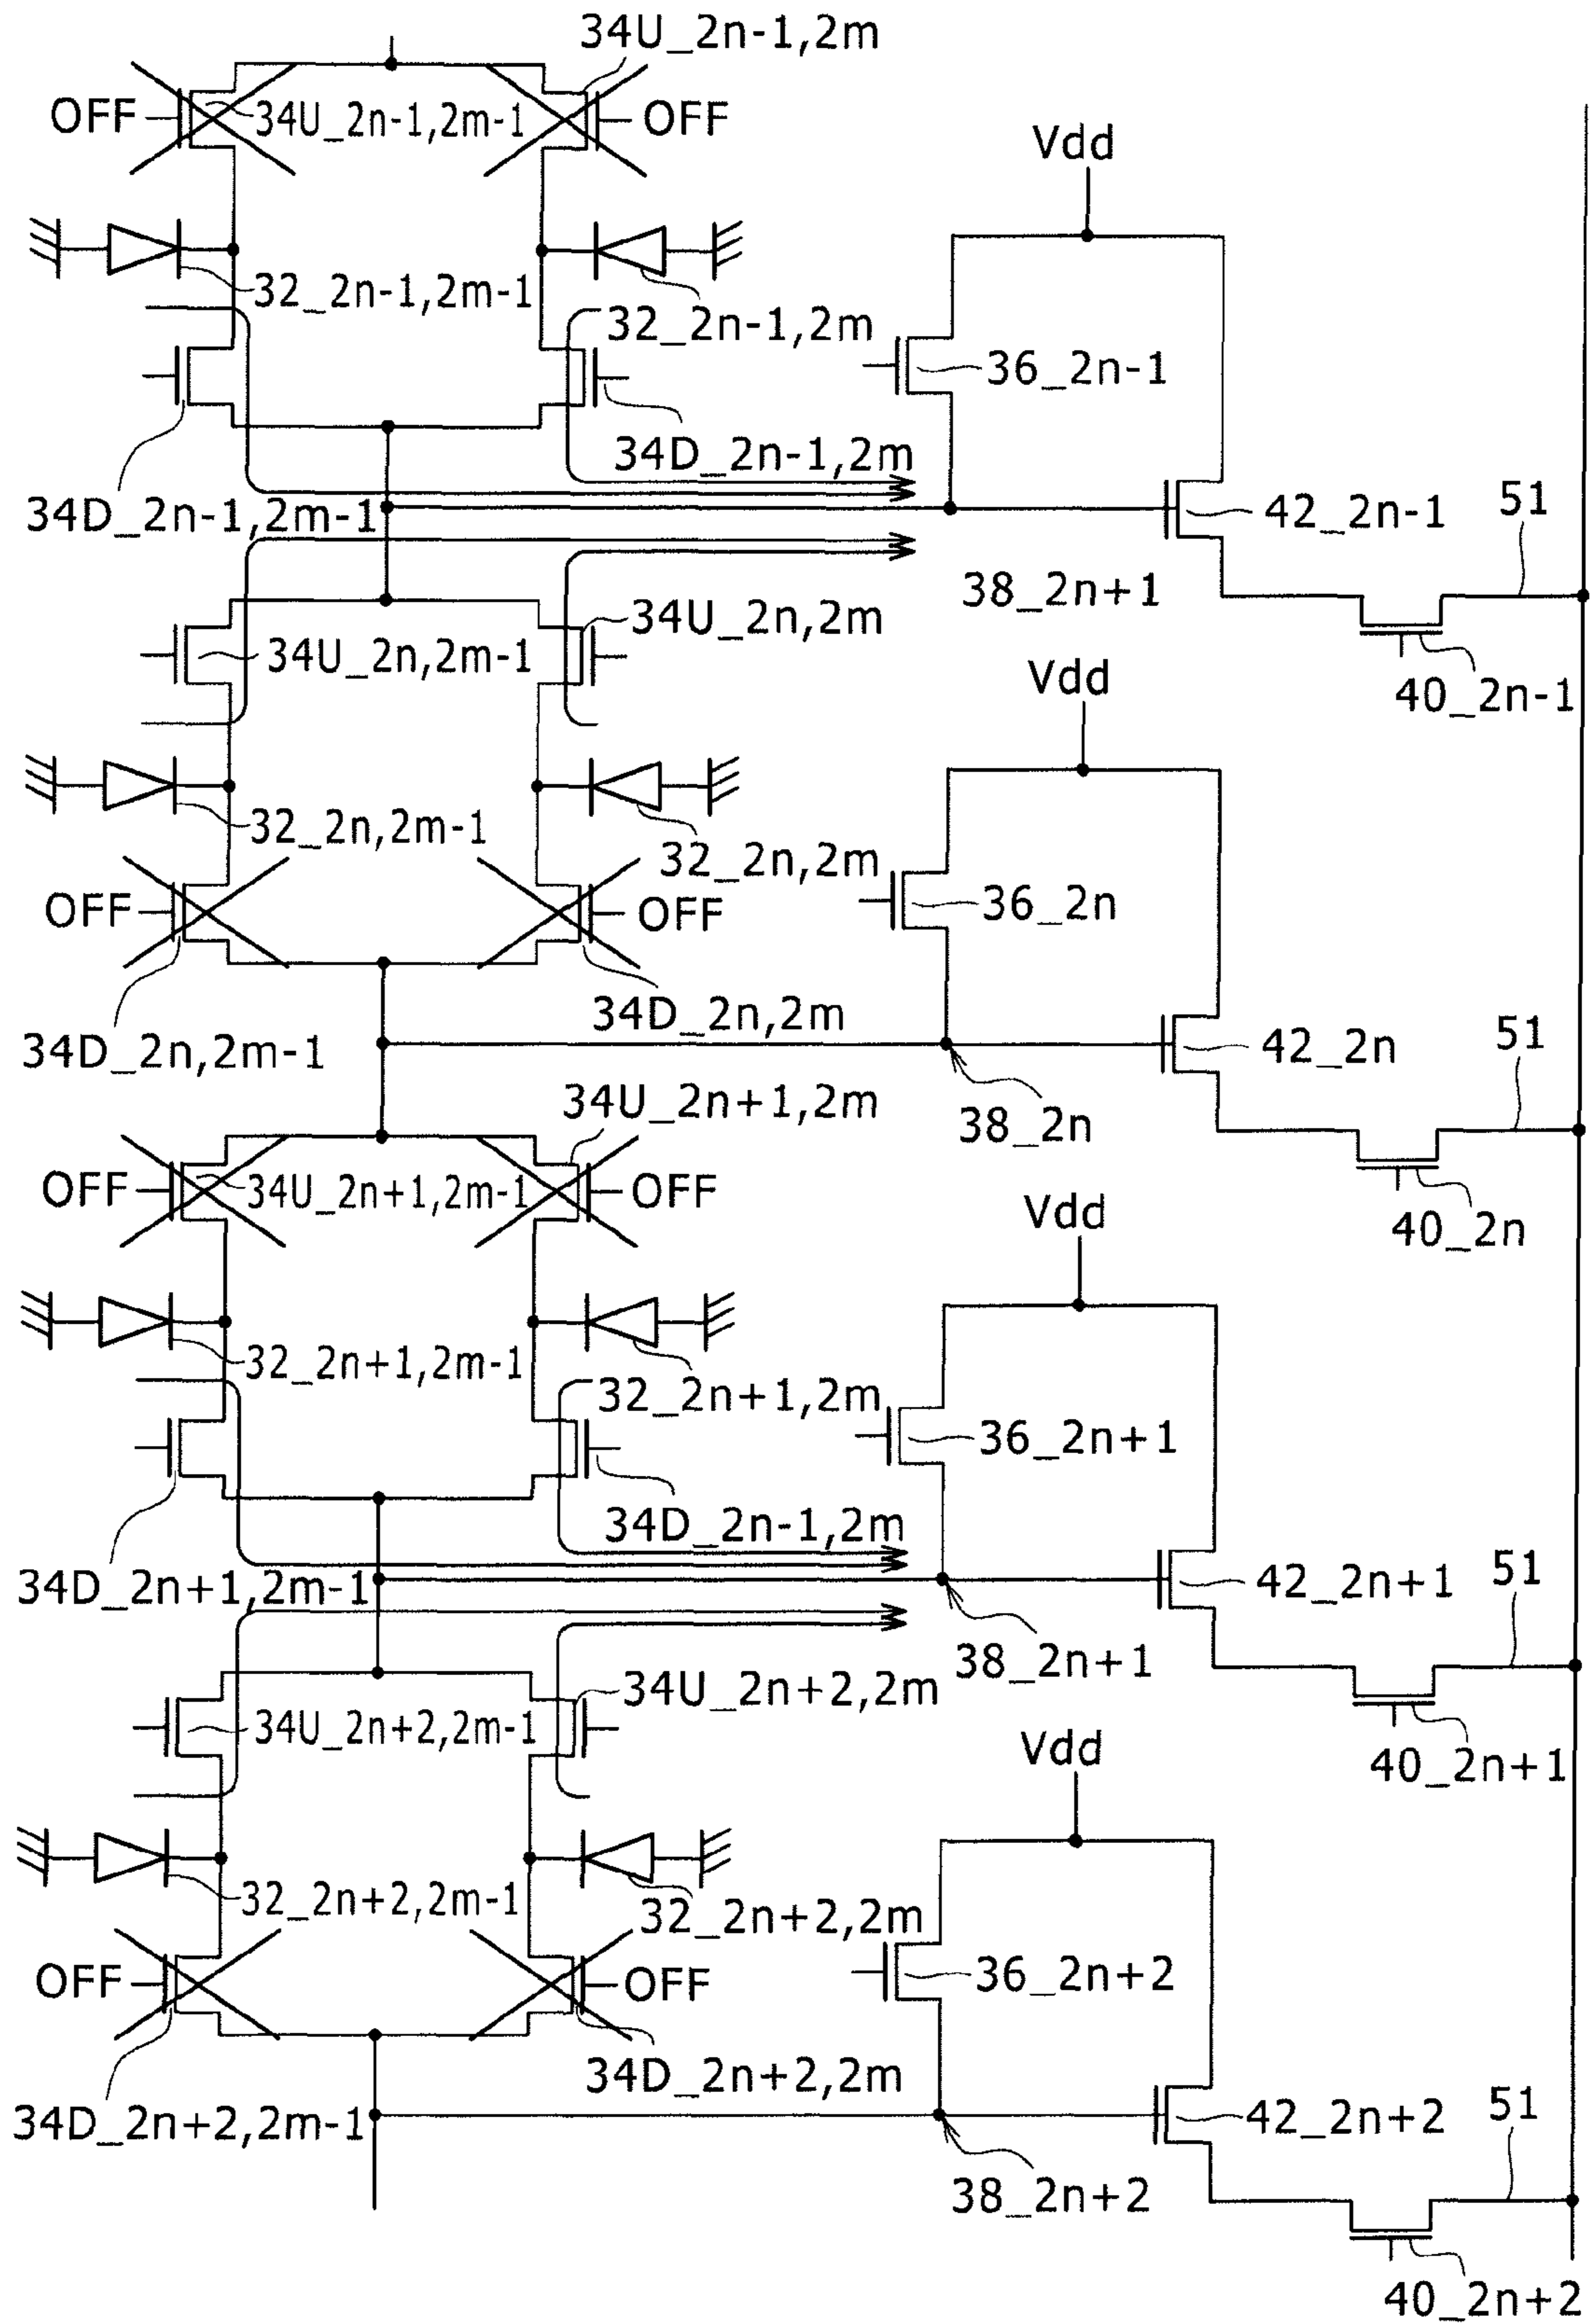 34U_2n-1,2m
OFF
34U_2n-1,2m-1
OFF
Vdd
32_2n-1,2m-1
32_2n-1,2m
36_2n-1
34D_2n-1,2m
34D_2n-1,2m-1
42_2n-1
51
38_2n+1
34U_2n,2m
34U_2n,2m-1
Vdd
40_2n-1
32_2n,2m-1
32_2n,2m
OFF
OFF
36_2n
34D_2n,2m
34D_2n,2m-1
42_2n
51
34U_2n+1,2m
38_2n
OFF
34U_2n+1,2m-1
OFF
Vdd
40_2n
32_2n+1,2m-1
32_2n+1,2m
36_2n+1
34D_2n-1,2m
34D_2n+1,2m-1
42_2n+1
51
38_2n+1
34U_2n+2,2m
34U_2n+2,2m-1
Vdd
40_2n+1
32_2n+2,2m-1
32_2n+2,2m
OFF
OFF
36_2n+2
34D_2n+2,2m
34D_2n+2,2m-1
42_2n+2
51
38_2n+2
40_2n+2